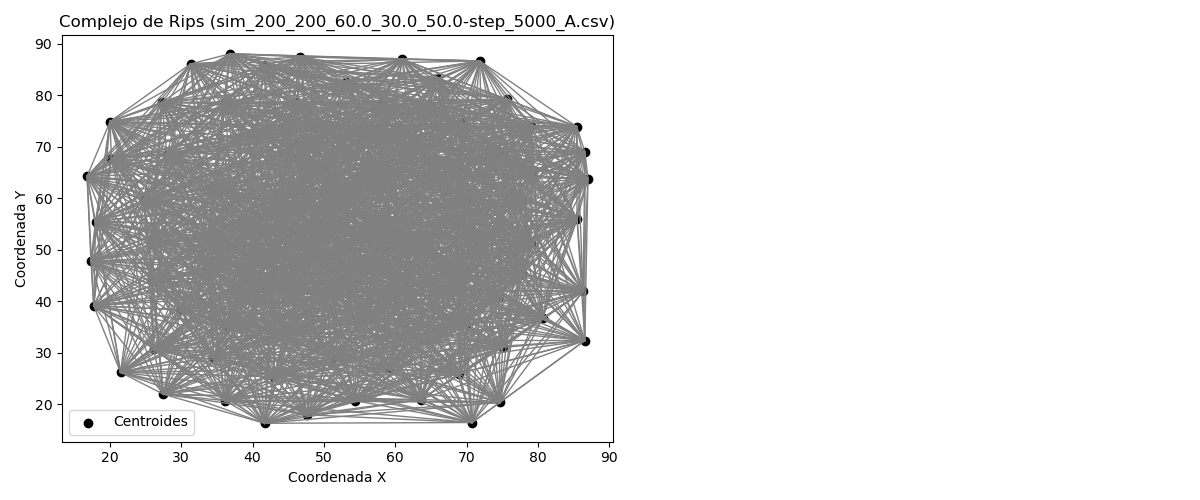 Complejo de Rips (sim_200_200_60.0_30.0_50.0-step_5000_A.csv)
90
80
70
60
50
40
30
20
Coordenada Y
Centroides
20 30 40 50 60 70 80 90
Coordenada X